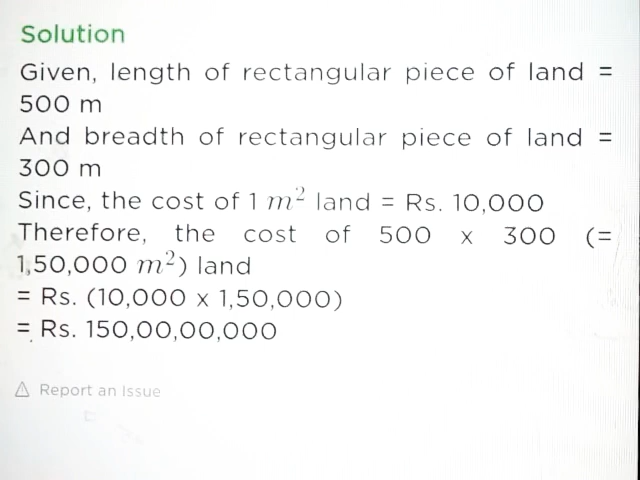 Solution
Given, length of rectangular piece of land =
500 m
And breadth of rectangular piece of land =
300 m
Since, the cost of 1 m² land = Rs. 10,000
Therefore, the cost of 500 x 300 (=
1,50,000 m²) land
= Rs. (10,000 x 1,50,000)
= Rs. 150,00,00,000
⚠ Report an Issue